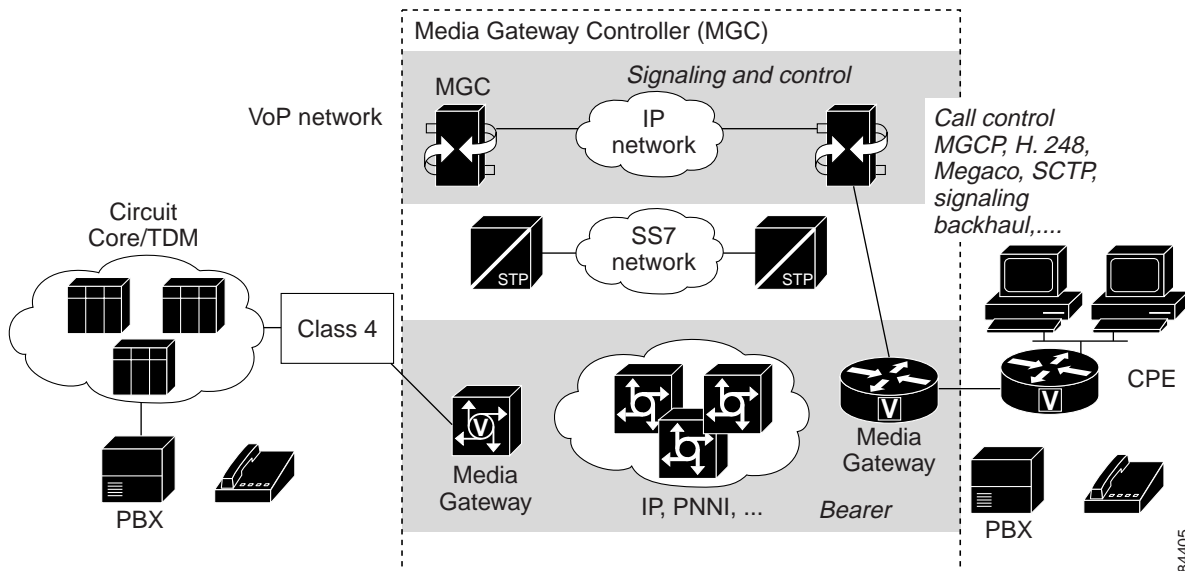 Media Gateway Controller (MGC)
Signaling and control
MGC
VoP network
IP
network
Call control
MGCP, H. 248,
Megaco, SCTP,
signaling
backhaul,....
Circuit
Core/TDM
SS7
network
STP
STP
Class 4
V
Media
Gateway
IP, PNNI, ...
V
Media
Gateway
Bearer
V
CPE
PBX
PBX
84405